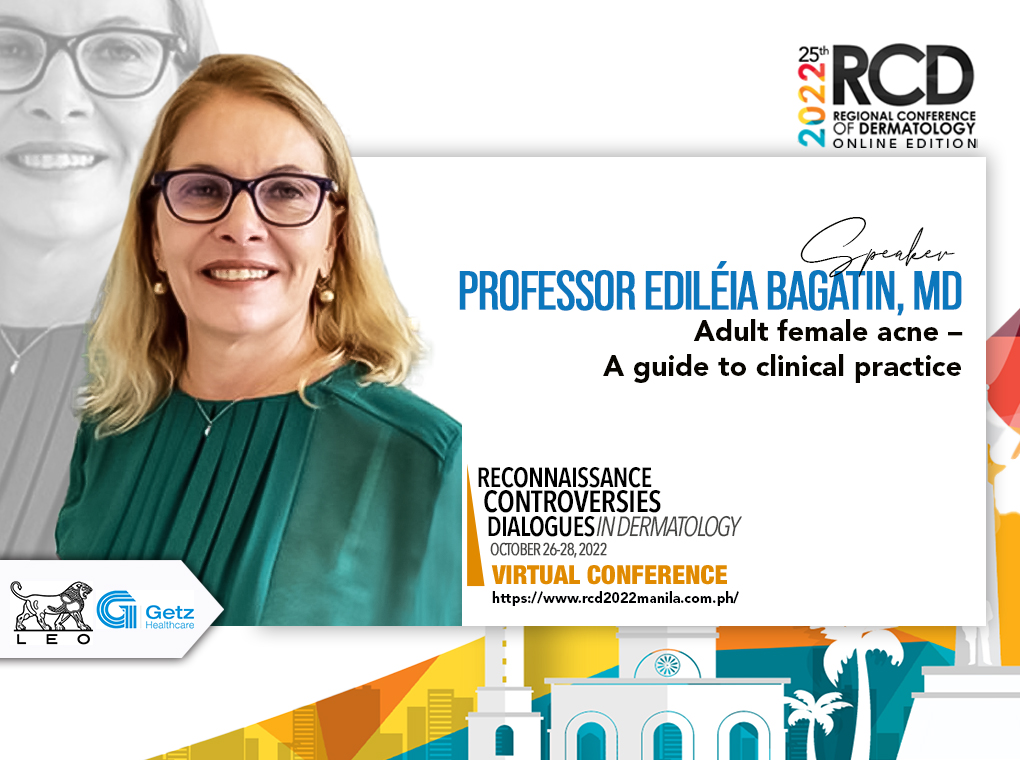 25th
2022
RCD
REGIONAL CONFERENCE
OF DERMATOLOGY
ONLINE EDITION
Speaker
PROFESSOR EDILÉIA BAGATIN, MD
Adult female acne –
A guide to clinical practice
RECONNAISSANCE
CONTROVERSIES
DIALOGUES IN DERMATOLOGY
OCTOBER 26-28, 2022
VIRTUAL CONFERENCE
https://www.rcd2022manila.com.ph/
LEO
Getz
Healthcare